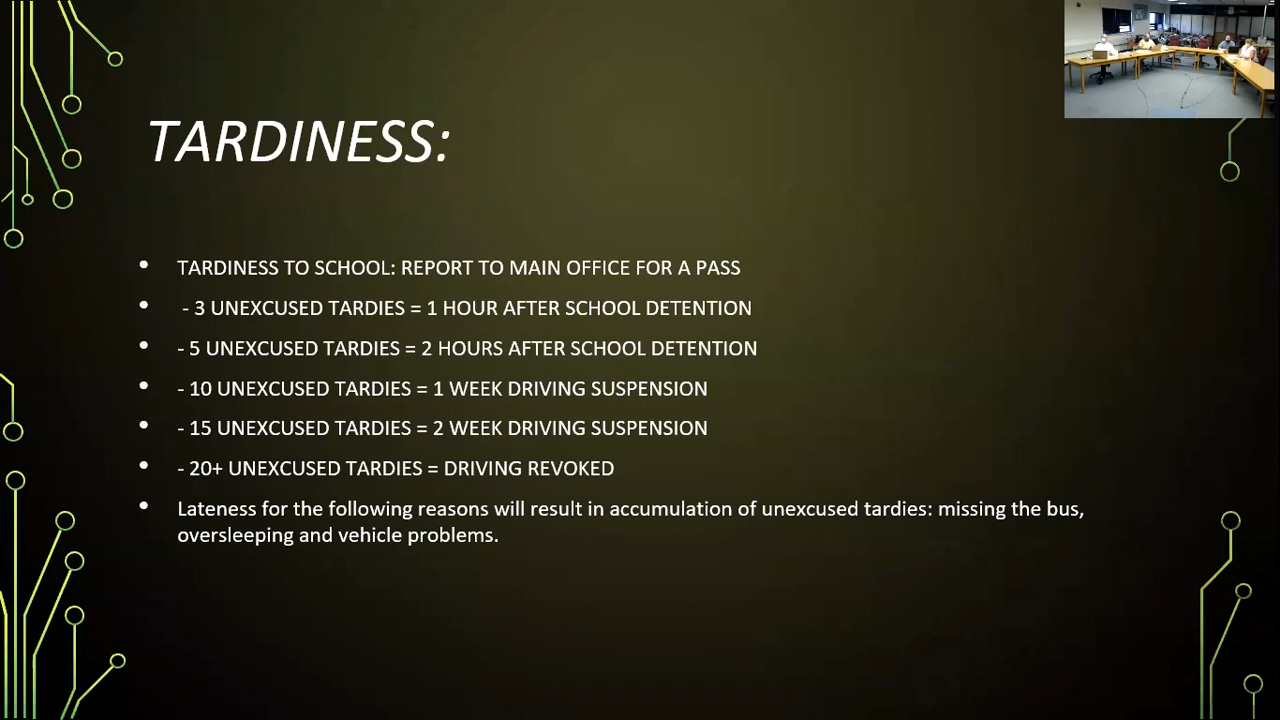 TARDINESS:
• TARDINESS TO SCHOOL: REPORT TO MAIN OFFICE FOR A PASS
• - 3 UNEXCUSED TARDIES = 1 HOUR AFTER SCHOOL DETENTION
• - 5 UNEXCUSED TARDIES = 2 HOURS AFTER SCHOOL DETENTION
• - 10 UNEXCUSED TARDIES = 1 WEEK DRIVING SUSPENSION
• - 15 UNEXCUSED TARDIES = 2 WEEK DRIVING SUSPENSION
• - 20+ UNEXCUSED TARDIES = DRIVING REVOKED
• Lateness for the following reasons will result in accumulation of unexcused tardies: missing the bus,
oversleeping and vehicle problems.